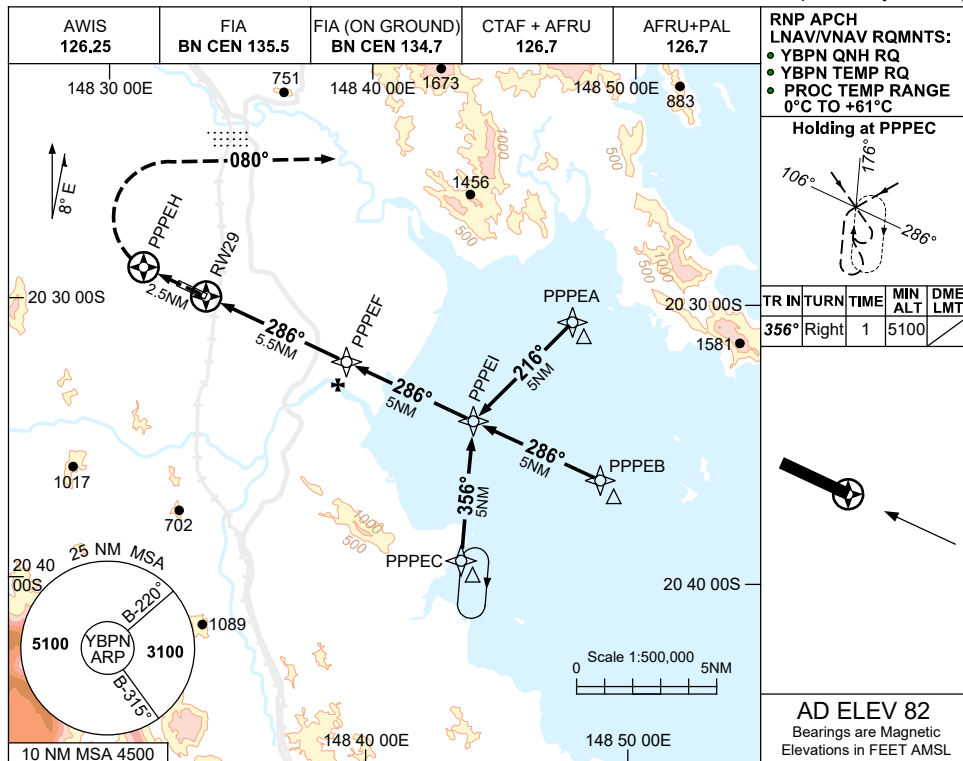 AWIS
126.25
FIA
BN CEN 135.5
FIA (ON GROUND)
BN CEN 134.7
CTAF + AFRU
126.7
AFRU+PAL
126.7
RNP APCH
LNAV/VNAV RQMNTS:
YBPN QNH RQ
YBPN TEMP RQ
PROC TEMP RANGE
0°C TO +61°C
Holding at PPPEC
176°
106°
286°
TR IN TURN TIME MIN ALT DME LMT
356° Right 1 5100
148 30 00E
751
148 40 00E
1673
148 50 00E
883
080°
8° E
1000
500
1456
500
500
1000
500
PPPEH
RW29
2.5NM
20 30 00S
20 30 00S
1581
286°
5.5NM
PPPEF
PPPEA
216°
5NM
PPPEI
286°
5NM
286°
5NM
PPPEB
1017
702
356°
5NM
1000
500
PPPEC
20 40 00S
20 40 00S
25 NM MSA
B-220°
5100
YBPN
ARP
3100
B-315°
1089
Scale 1:500,000
0 5NM
10 NM MSA 4500
148 40 00E
148 50 00E
AD ELEV 82
Bearings are Magnetic
Elevations in FEET AMSL